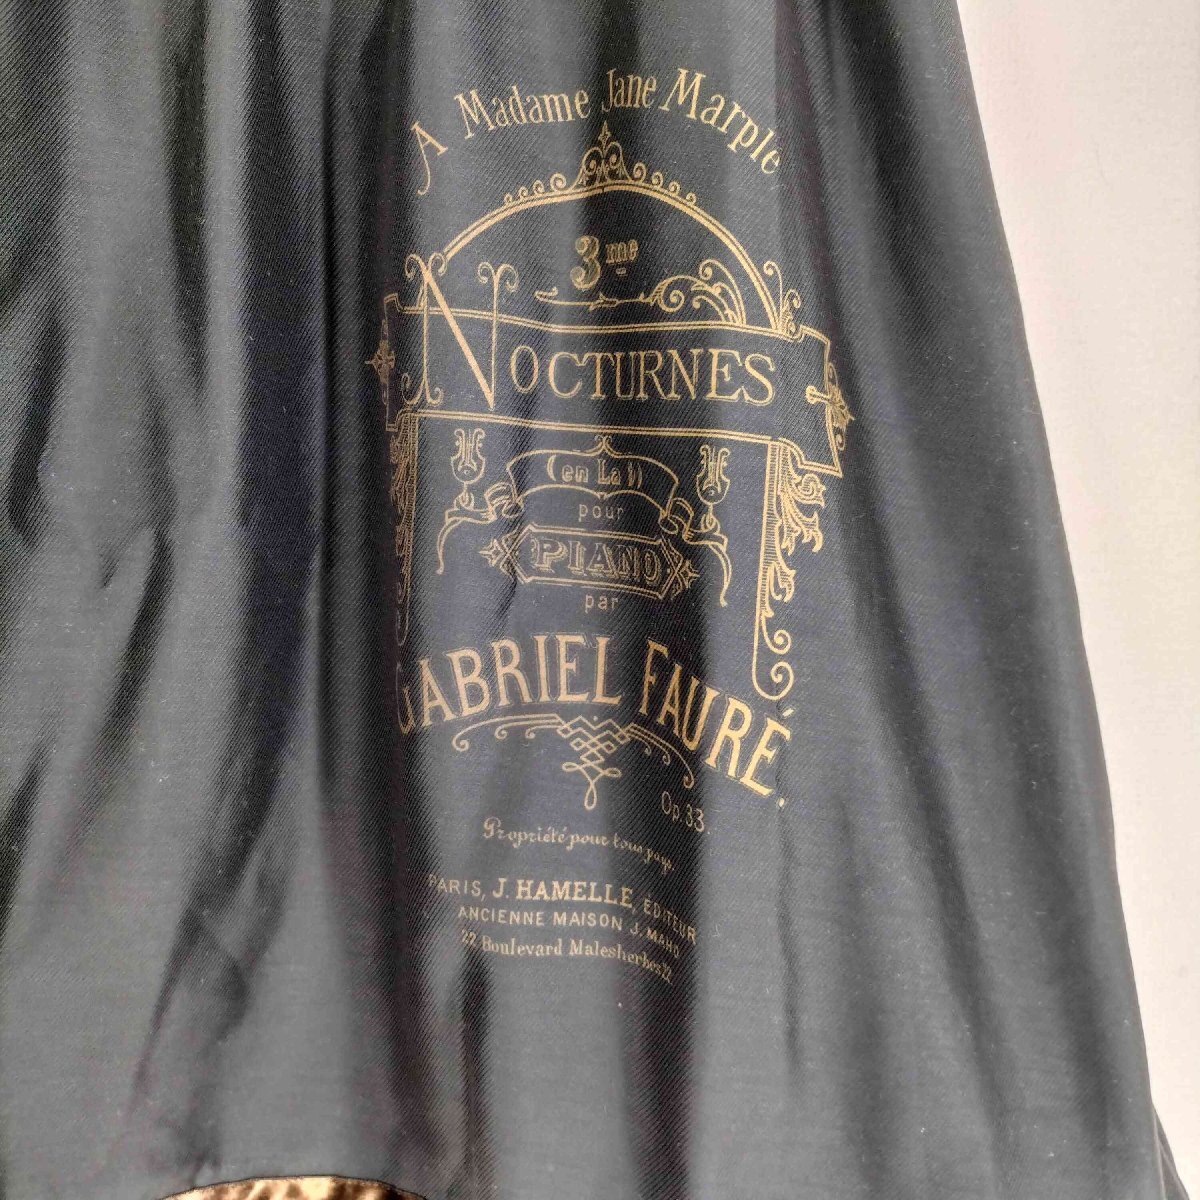 A Madame Jane Marple
3me
NOCTURNES
(en La♭)
pour
PIANO
par
GABRIEL FAURÉ.
Op. 33.
Propriété pour tous pays.
PARIS, J. HAMELLE, ÉDITEUR
ANCIENNE MAISON J. MAHO
22 Boulevard Malesherbes 22